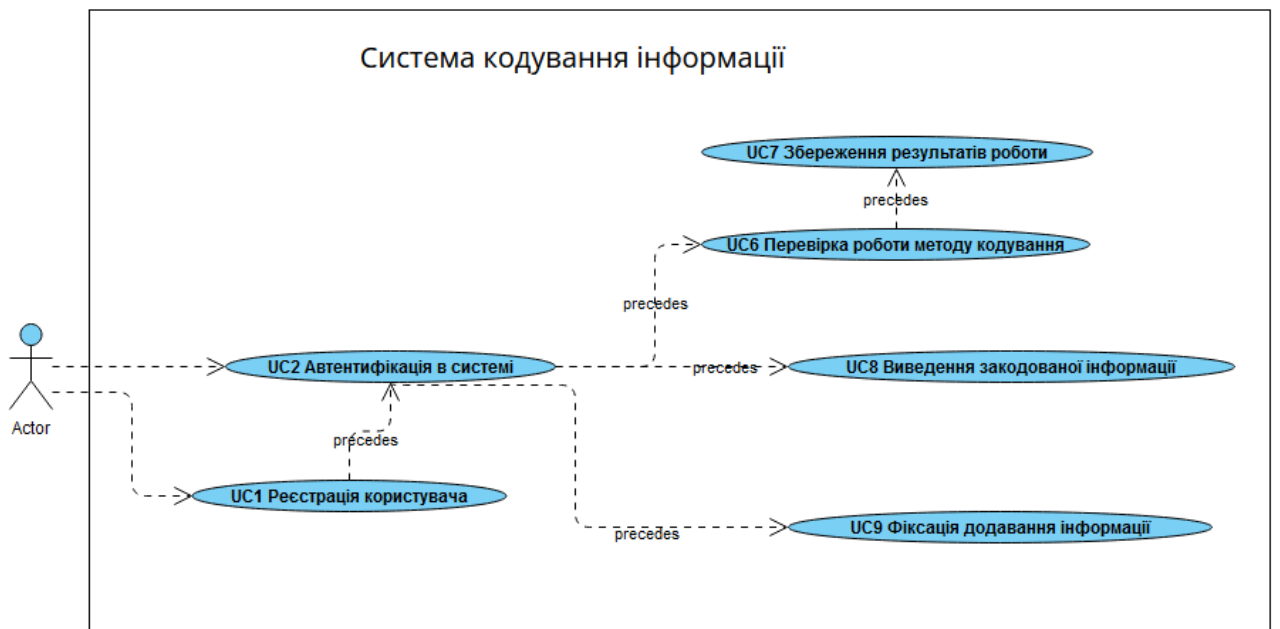 Система кодування інформації
UC7 Збереження результатів роботи
precedes
UC6 Перевірка роботи методу кодування
precedes
UC2 Автентифікація в системі
precedes
UC8 Виведення закодованої інформації
Actor
precedes
UC1 Реєстрація користувача
precedes
UC9 Фіксація додавання інформації